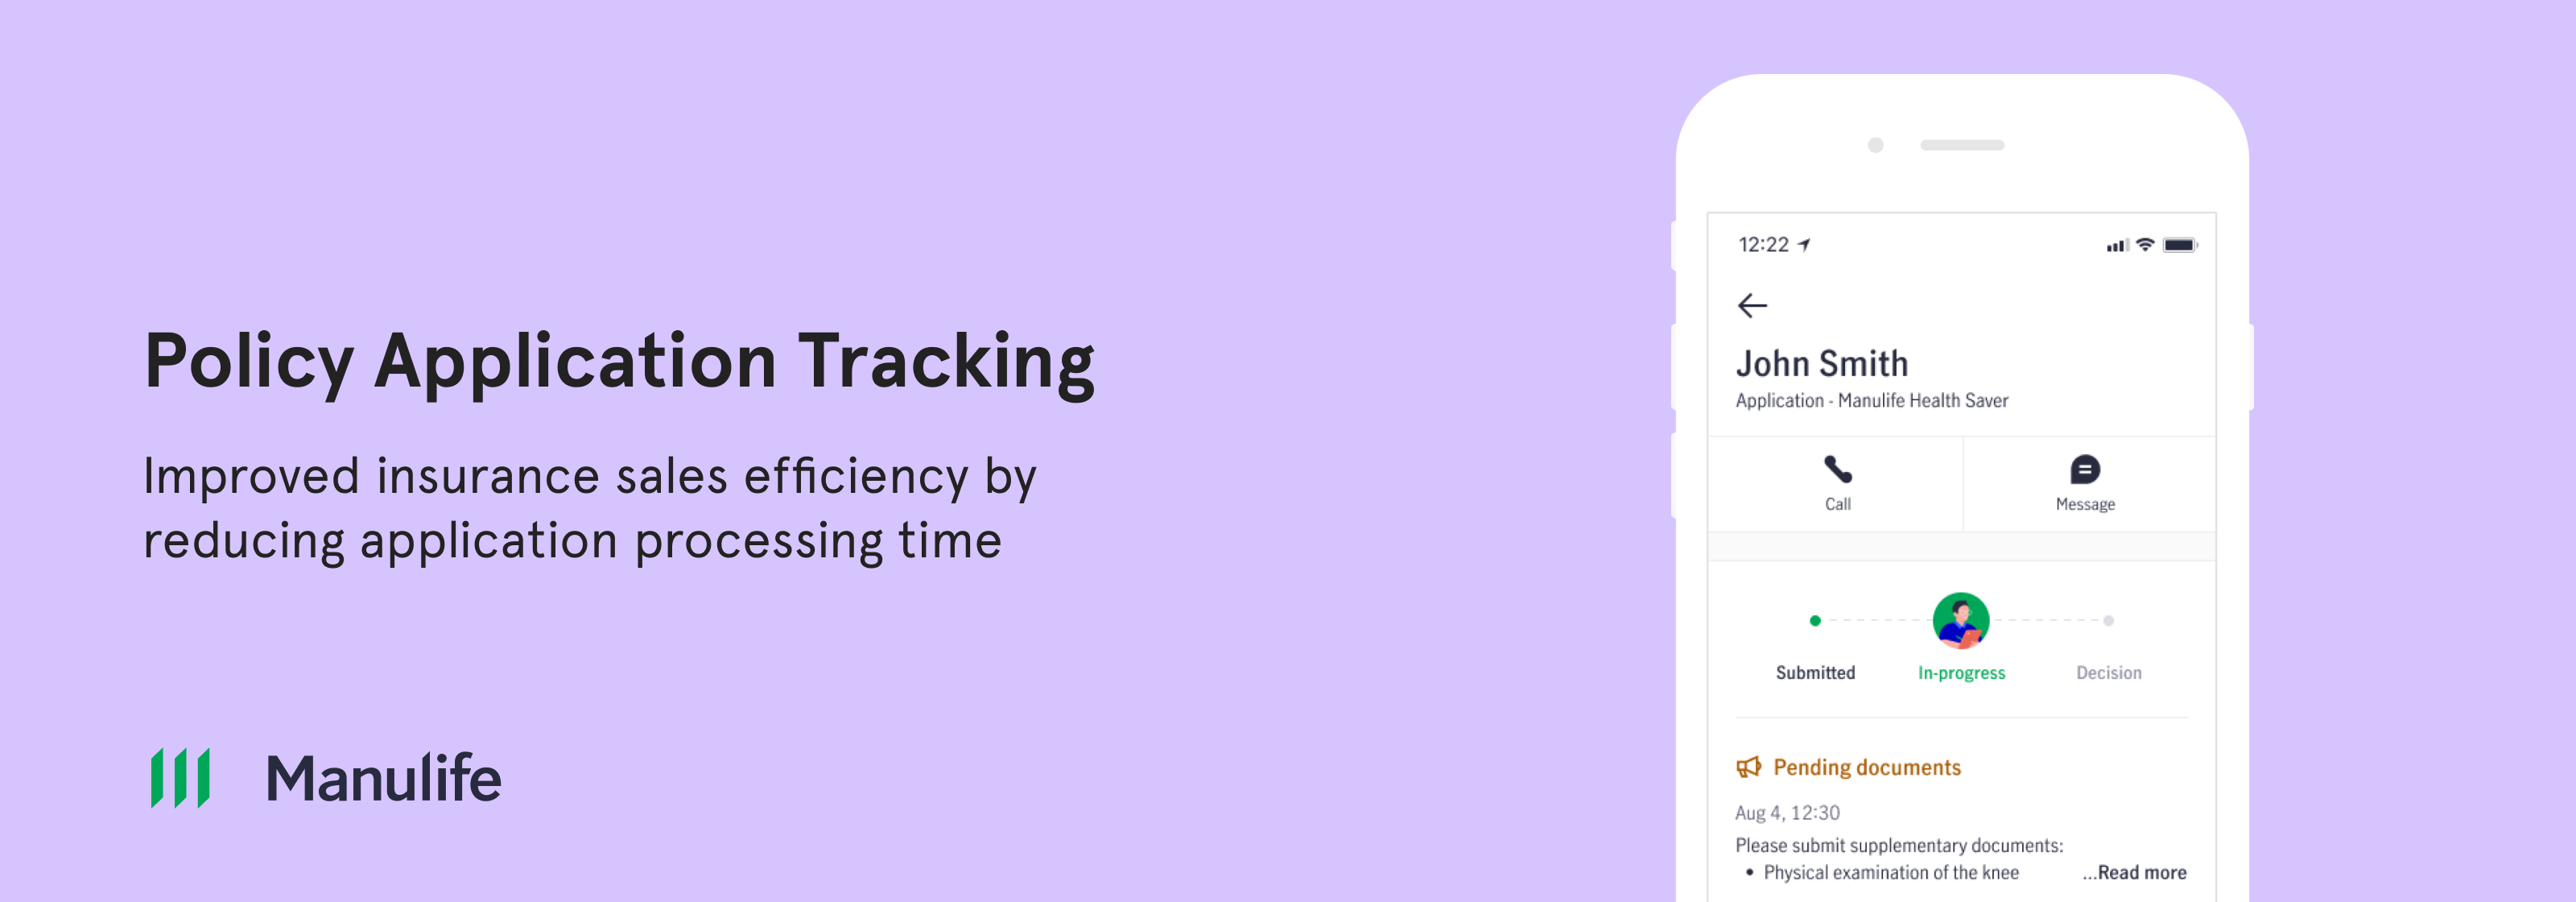 Policy Application Tracking
Improved insurance sales efficiency by
reducing application processing time
Manulife
12:22
John Smith
Application - Manulife Health Saver
Call
Message
Submitted
In-progress
Decision
Pending documents
Aug 4, 12:30
Please submit supplementary documents:
• Physical examination of the knee ...Read more